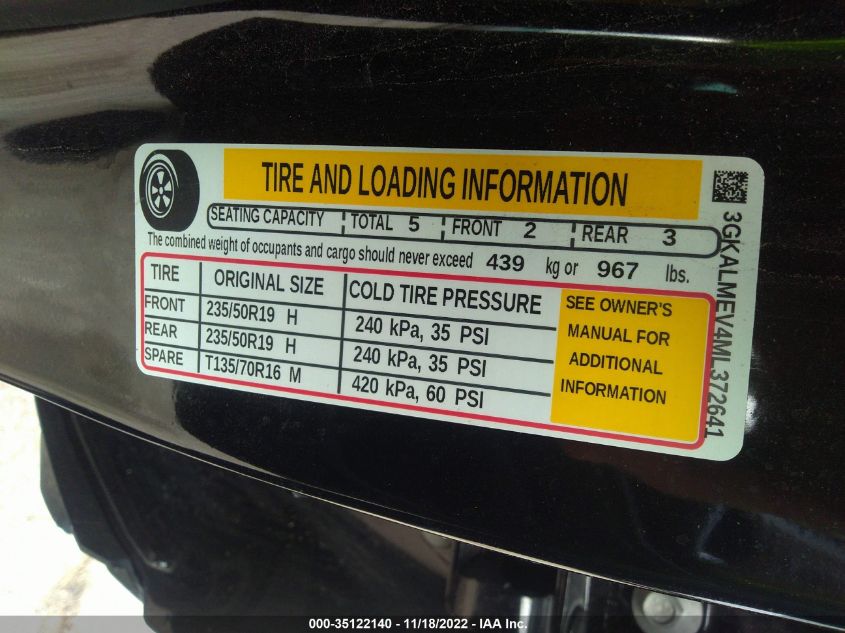 TIRE AND LOADING INFORMATION
SEATING CAPACITY TOTAL 5 FRONT 2 REAR 3
The combined weight of occupants and cargo should never exceed 439 kg or 967 lbs.
TIRE ORIGINAL SIZE COLD TIRE PRESSURE
FRONT 235/50R19 H 240 kPa, 35 PSI
REAR 235/50R19 H 240 kPa, 35 PSI
SPARE T135/70R16 M 420 kPa, 60 PSI
SEE OWNER'S
MANUAL FOR
ADDITIONAL
INFORMATION
3GKALMEV4ML372641
000-35122140 - 11/18/2022 - IAA Inc.